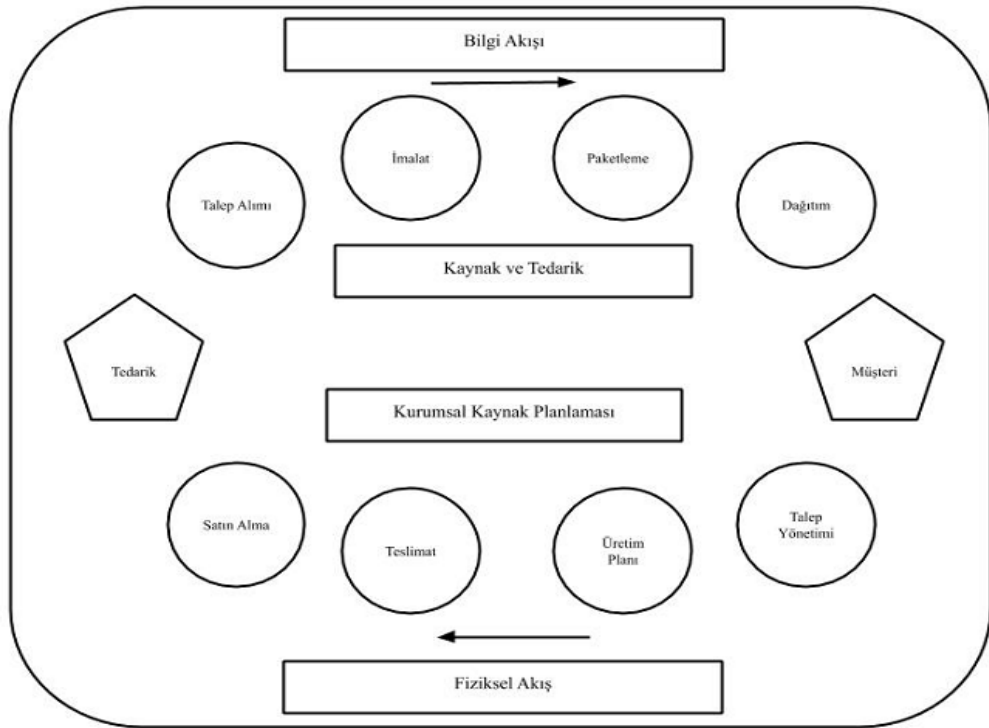 Bilgi Akışı
İmalat
Paketleme
Talep Alımı
Dağıtım
Kaynak ve Tedarik
Tedarik
Müşteri
Kurumsal Kaynak Planlaması
Satın Alma
Teslimat
Üretim
Planı
Talep
Yönetimi
Fiziksel Akış